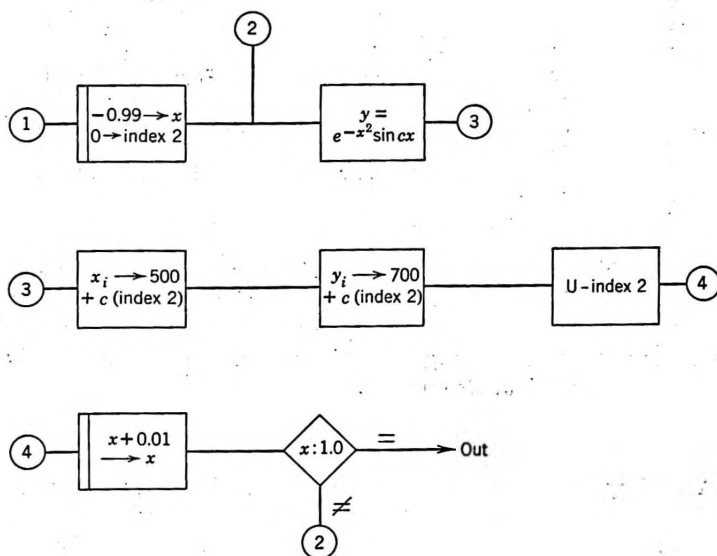 2
1
−0.99 → x
0 → index 2
y =
e^{−x²} sin cx
3
3
x_i → 500
+ c (index 2)
y_i → 700
+ c (index 2)
U – index 2
4
4
x + 0.01
→ x
x : 1.0
=
Out
≠
2